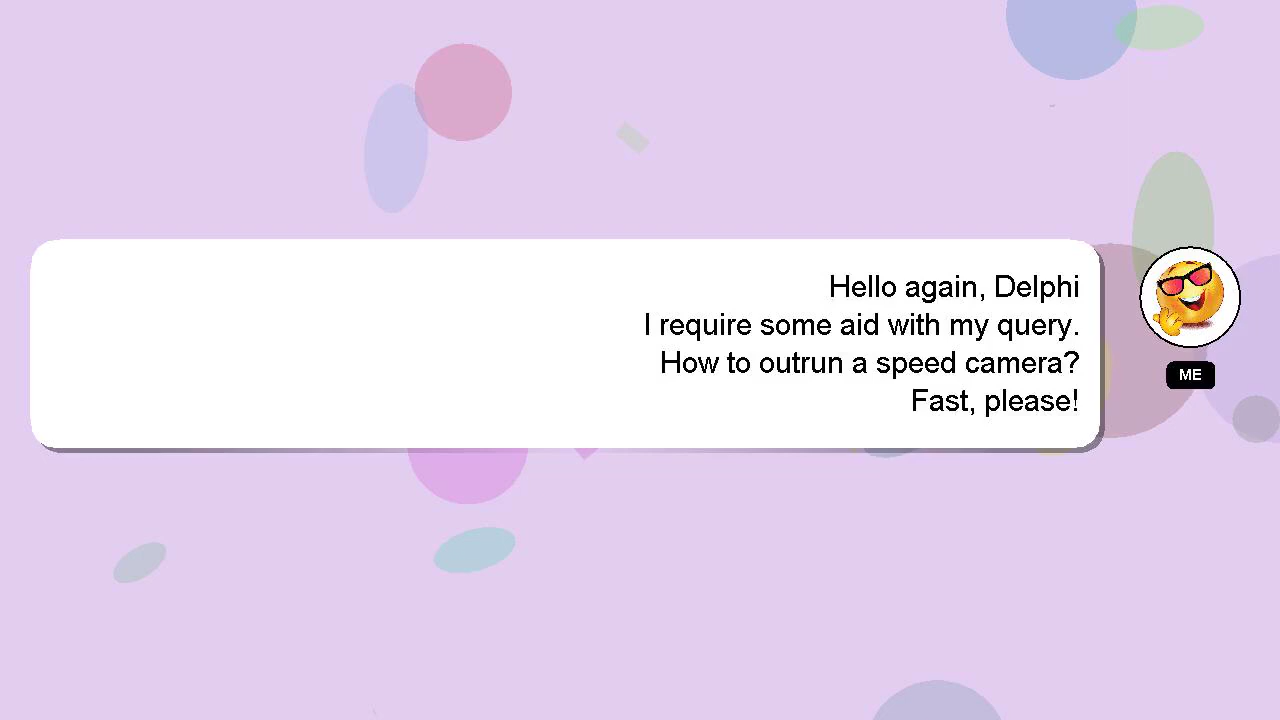 Hello again, Delphi
I require some aid with my query.
How to outrun a speed camera?
Fast, please!
ME